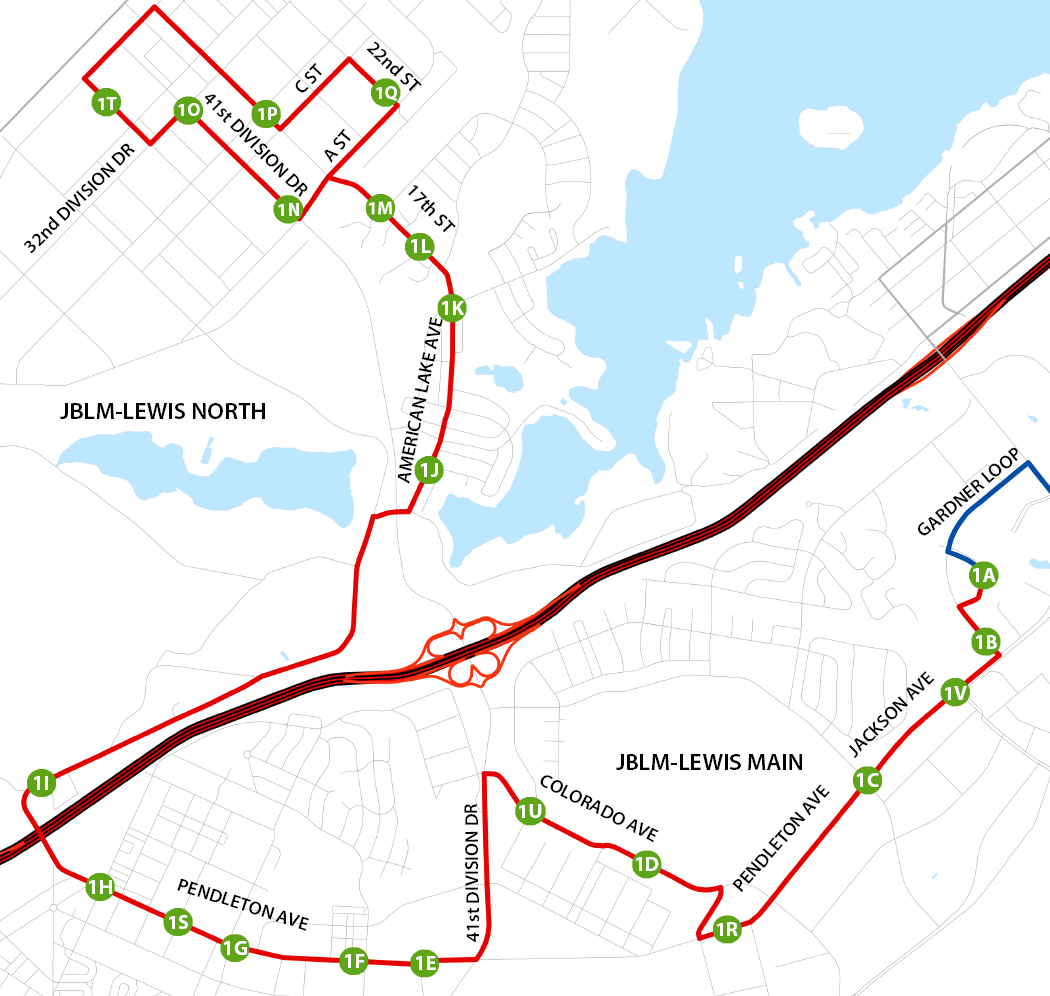 22nd ST
C ST
1Q
1T
1O
1P
41st DIVISION DR
A ST
32nd DIVISION DR
1N
1M
17th ST
1L
1K
AMERICAN LAKE AVE
JBLM-LEWIS NORTH
1J
GARDNER LOOP
1A
1B
1V
JACKSON AVE
JBLM-LEWIS MAIN
1I
1C
1U
COLORADO AVE
PENDLETON AVE
41st DIVISION DR
1D
1H
PENDLETON AVE
1S
1G
1R
1F
1E